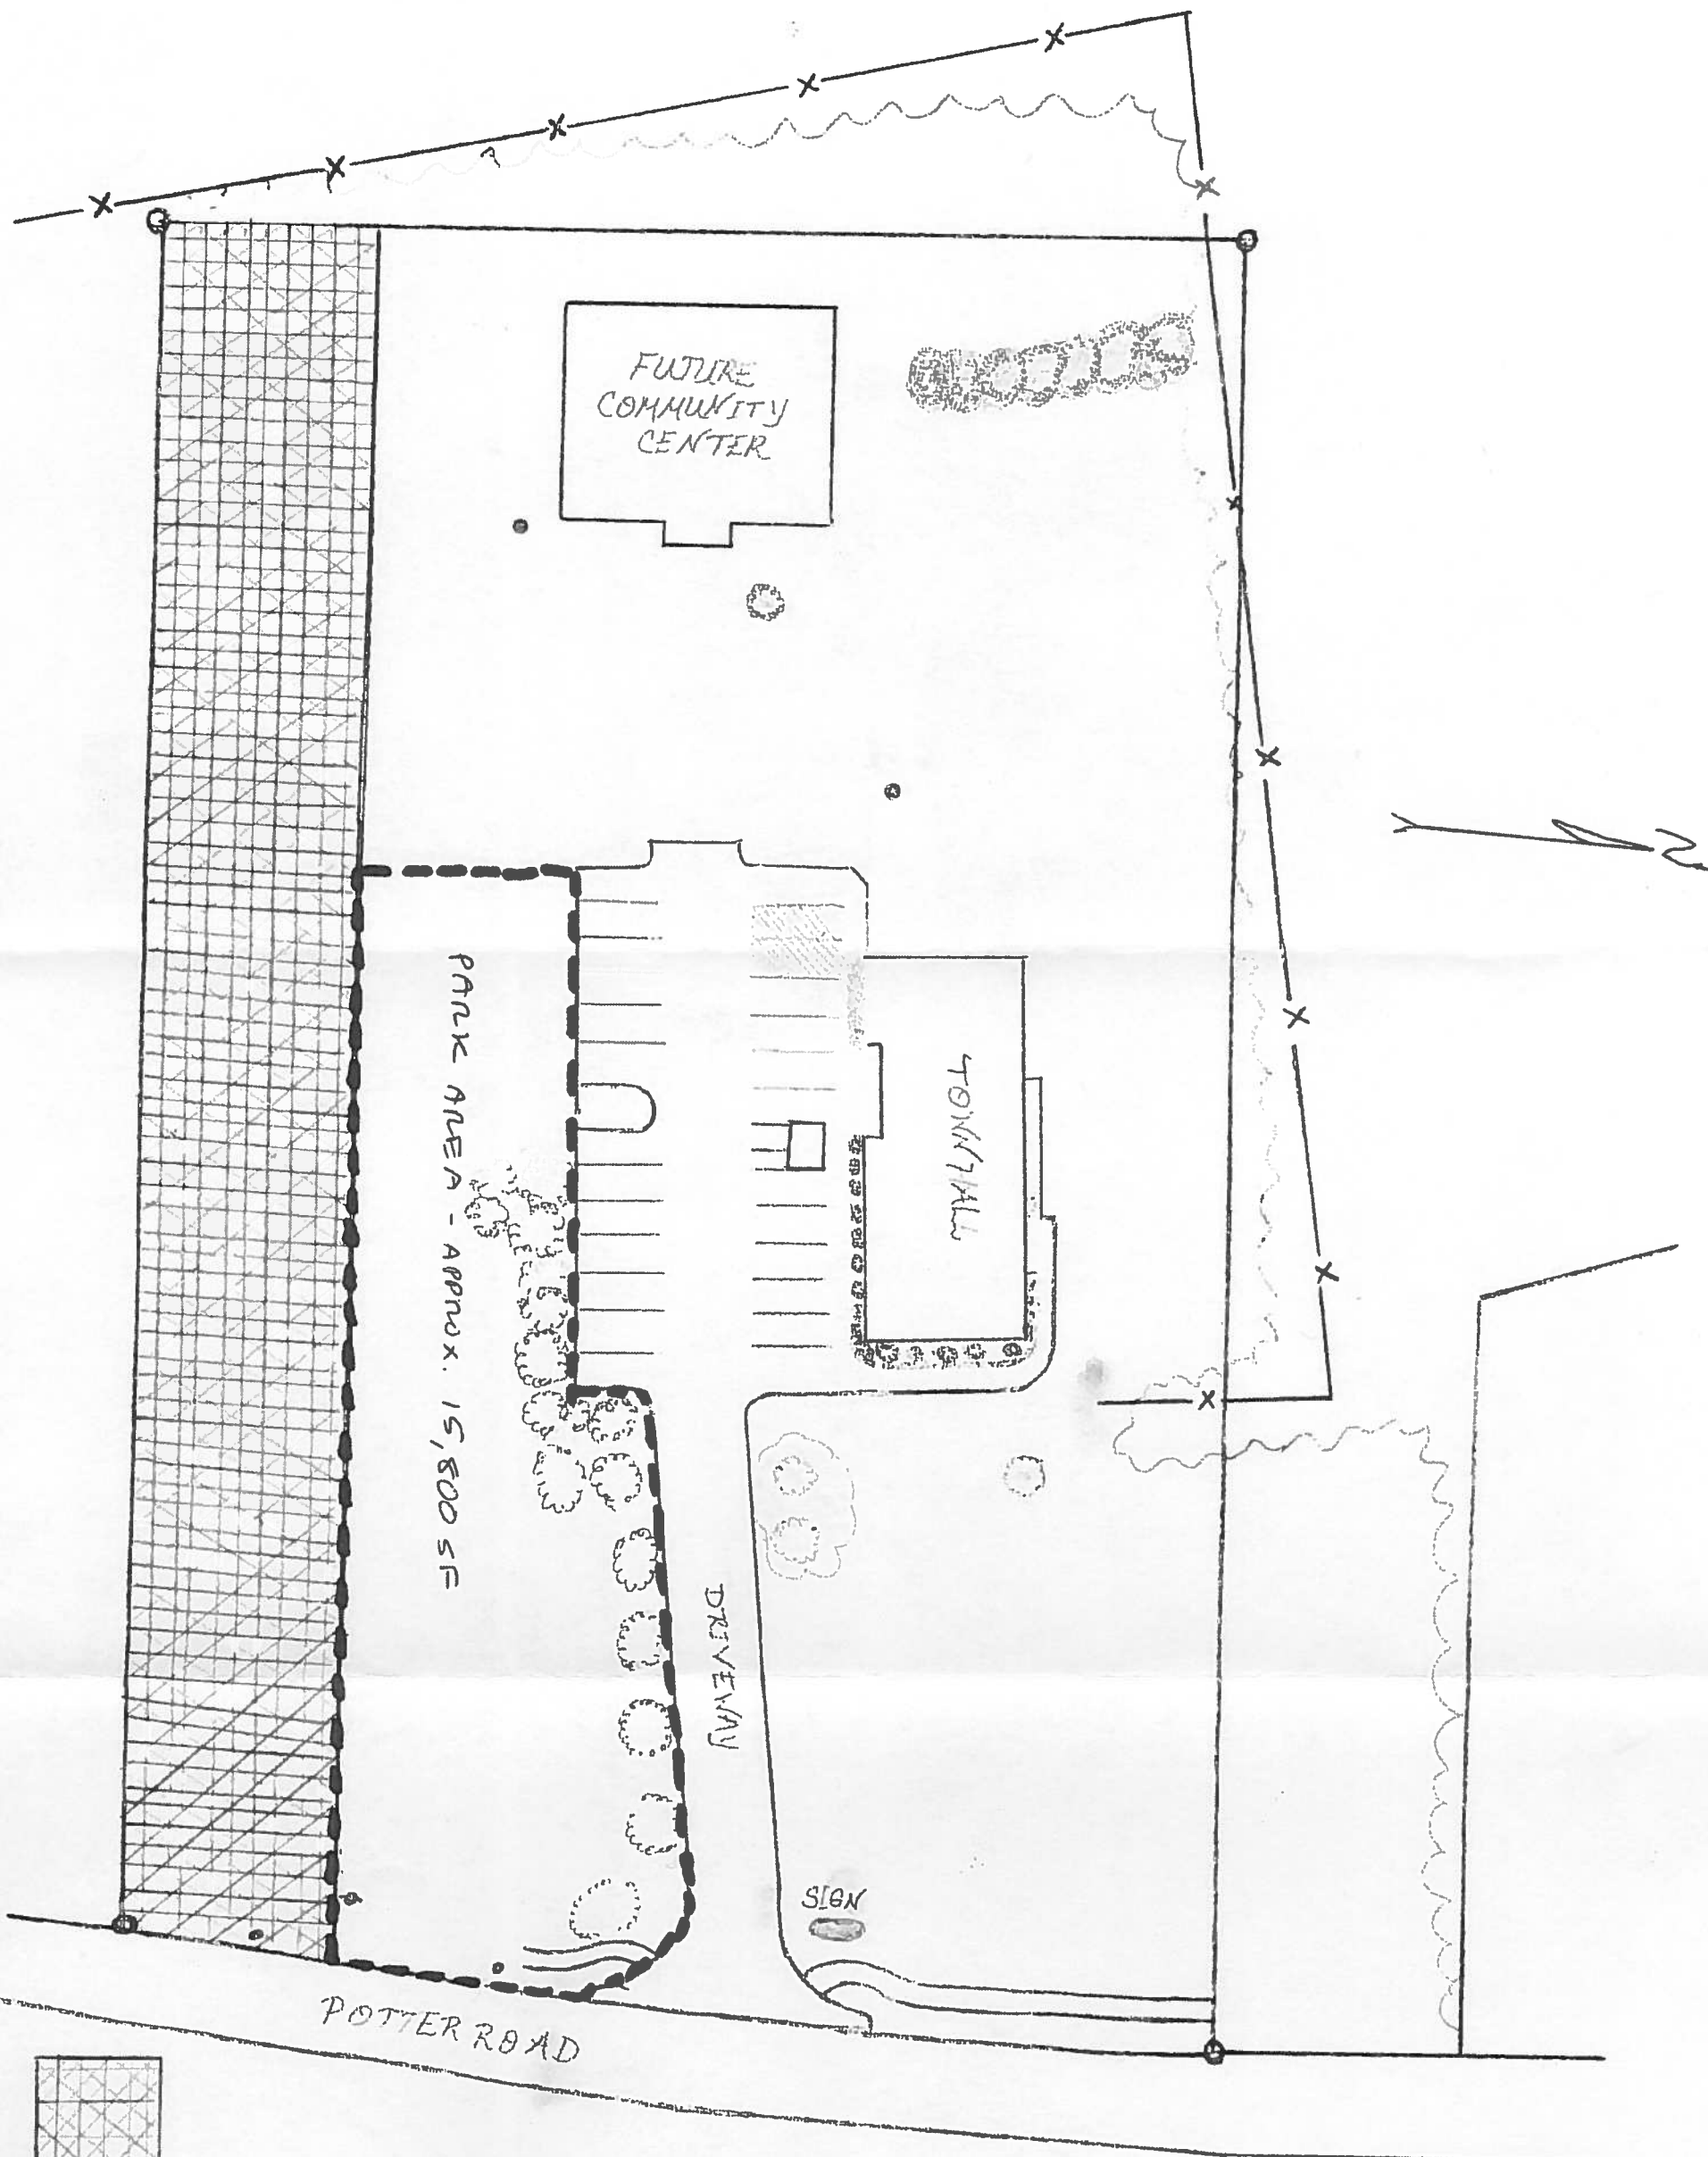 FUTURE
COMMUNITY
CENTER
N
TOWN HALL
PARK AREA - APPROX. 15,800 SF
DRIVEWAY
SIGN
POTTER ROAD